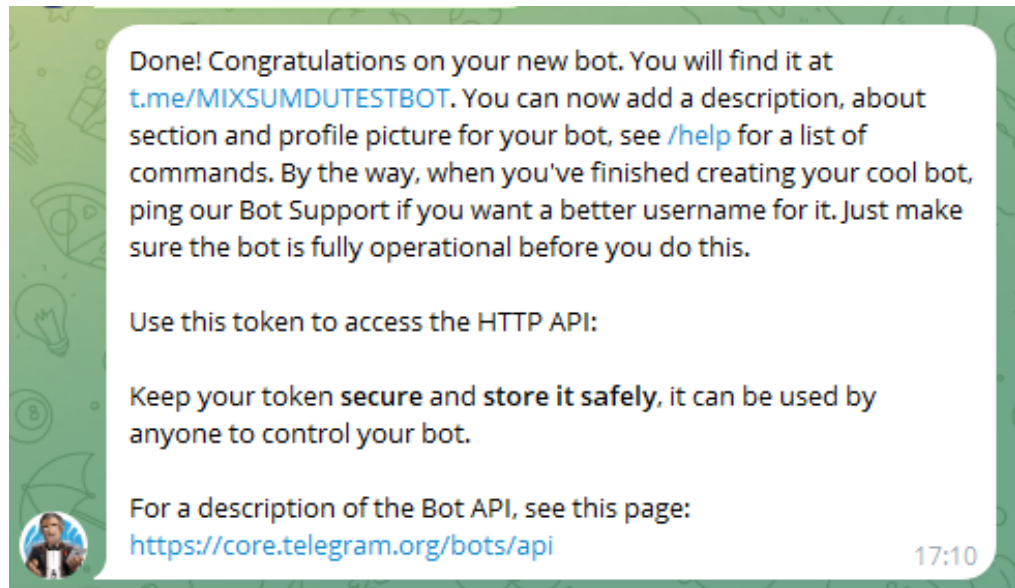 Done! Congratulations on your new bot. You will find it at
t.me/MIXSUMDUTESTBOT. You can now add a description, about
section and profile picture for your bot, see /help for a list of
commands. By the way, when you've finished creating your cool bot,
ping our Bot Support if you want a better username for it. Just make
sure the bot is fully operational before you do this.

Use this token to access the HTTP API:

Keep your token secure and store it safely, it can be used by
anyone to control your bot.

For a description of the Bot API, see this page:
https://core.telegram.org/bots/api
17:10